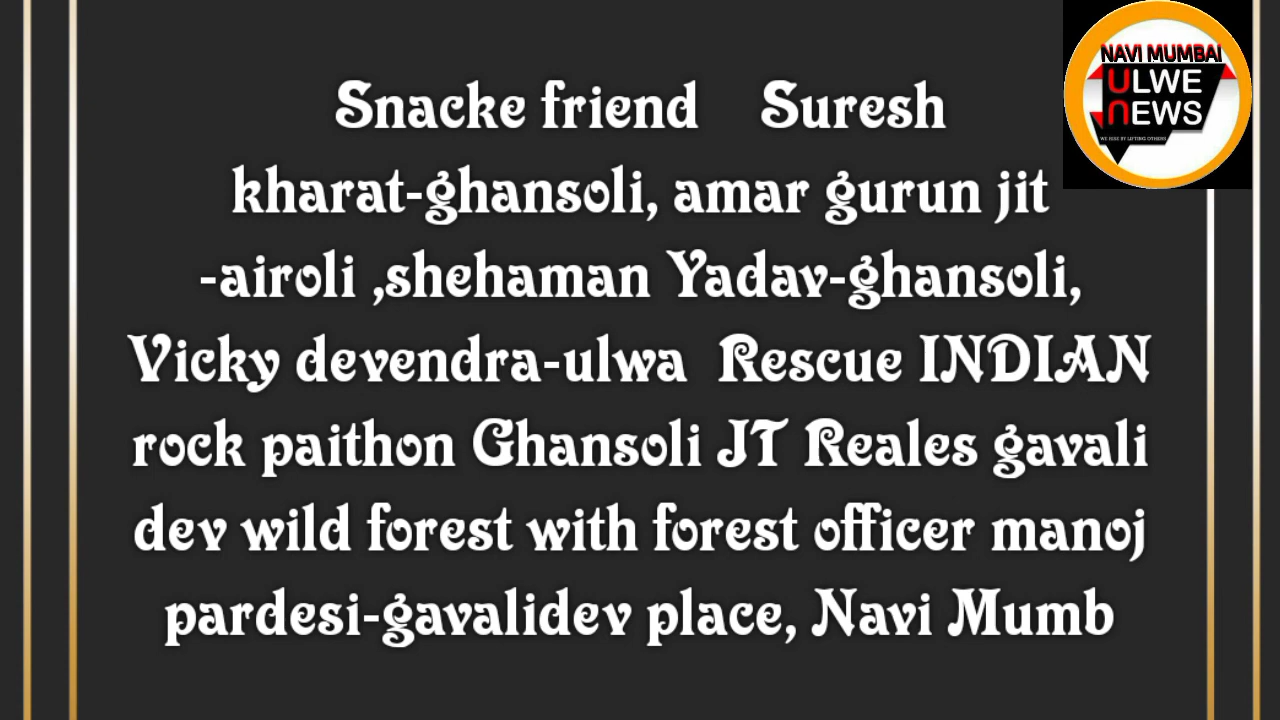 Snacke friend Suresh
kharat-ghansoli, amar gurun jit
-airoli ,shehaman Yadav-ghansoli,
Vicky devendra-ulwa Rescue INDIAN
rock paithon Ghansoli JT Reales gavali
dev wild forest with forest officer manoj
pardesi-gavalidev place, Navi Mumb
NAVI MUMBAI
ULWE
NEWS